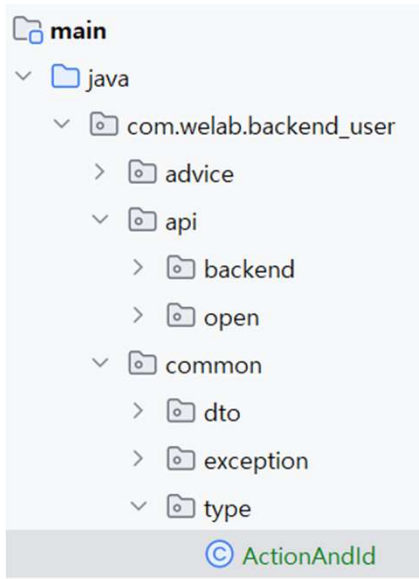 main
java
com.welab.backend_user
advice
api
backend
open
common
dto
exception
type
ActionAndId